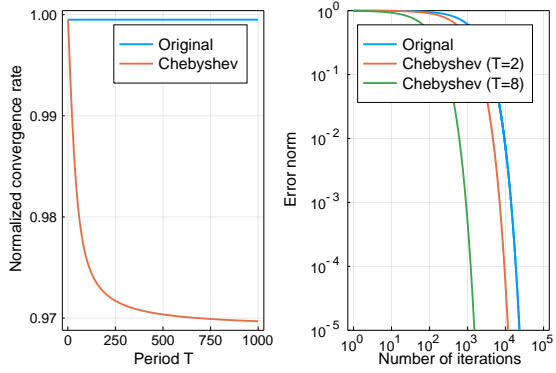 Normalized convergence rate
1.00
0.99
0.98
0.97
Original
Chebyshev
0 250 500 750 1000
Period T
Error norm
10^0
10^-1
10^-2
10^-3
10^-4
10^-5
Orignal
Chebyshev (T=2)
Chebyshev (T=8)
10^0 10^1 10^2 10^3 10^4 10^5
Number of iterations